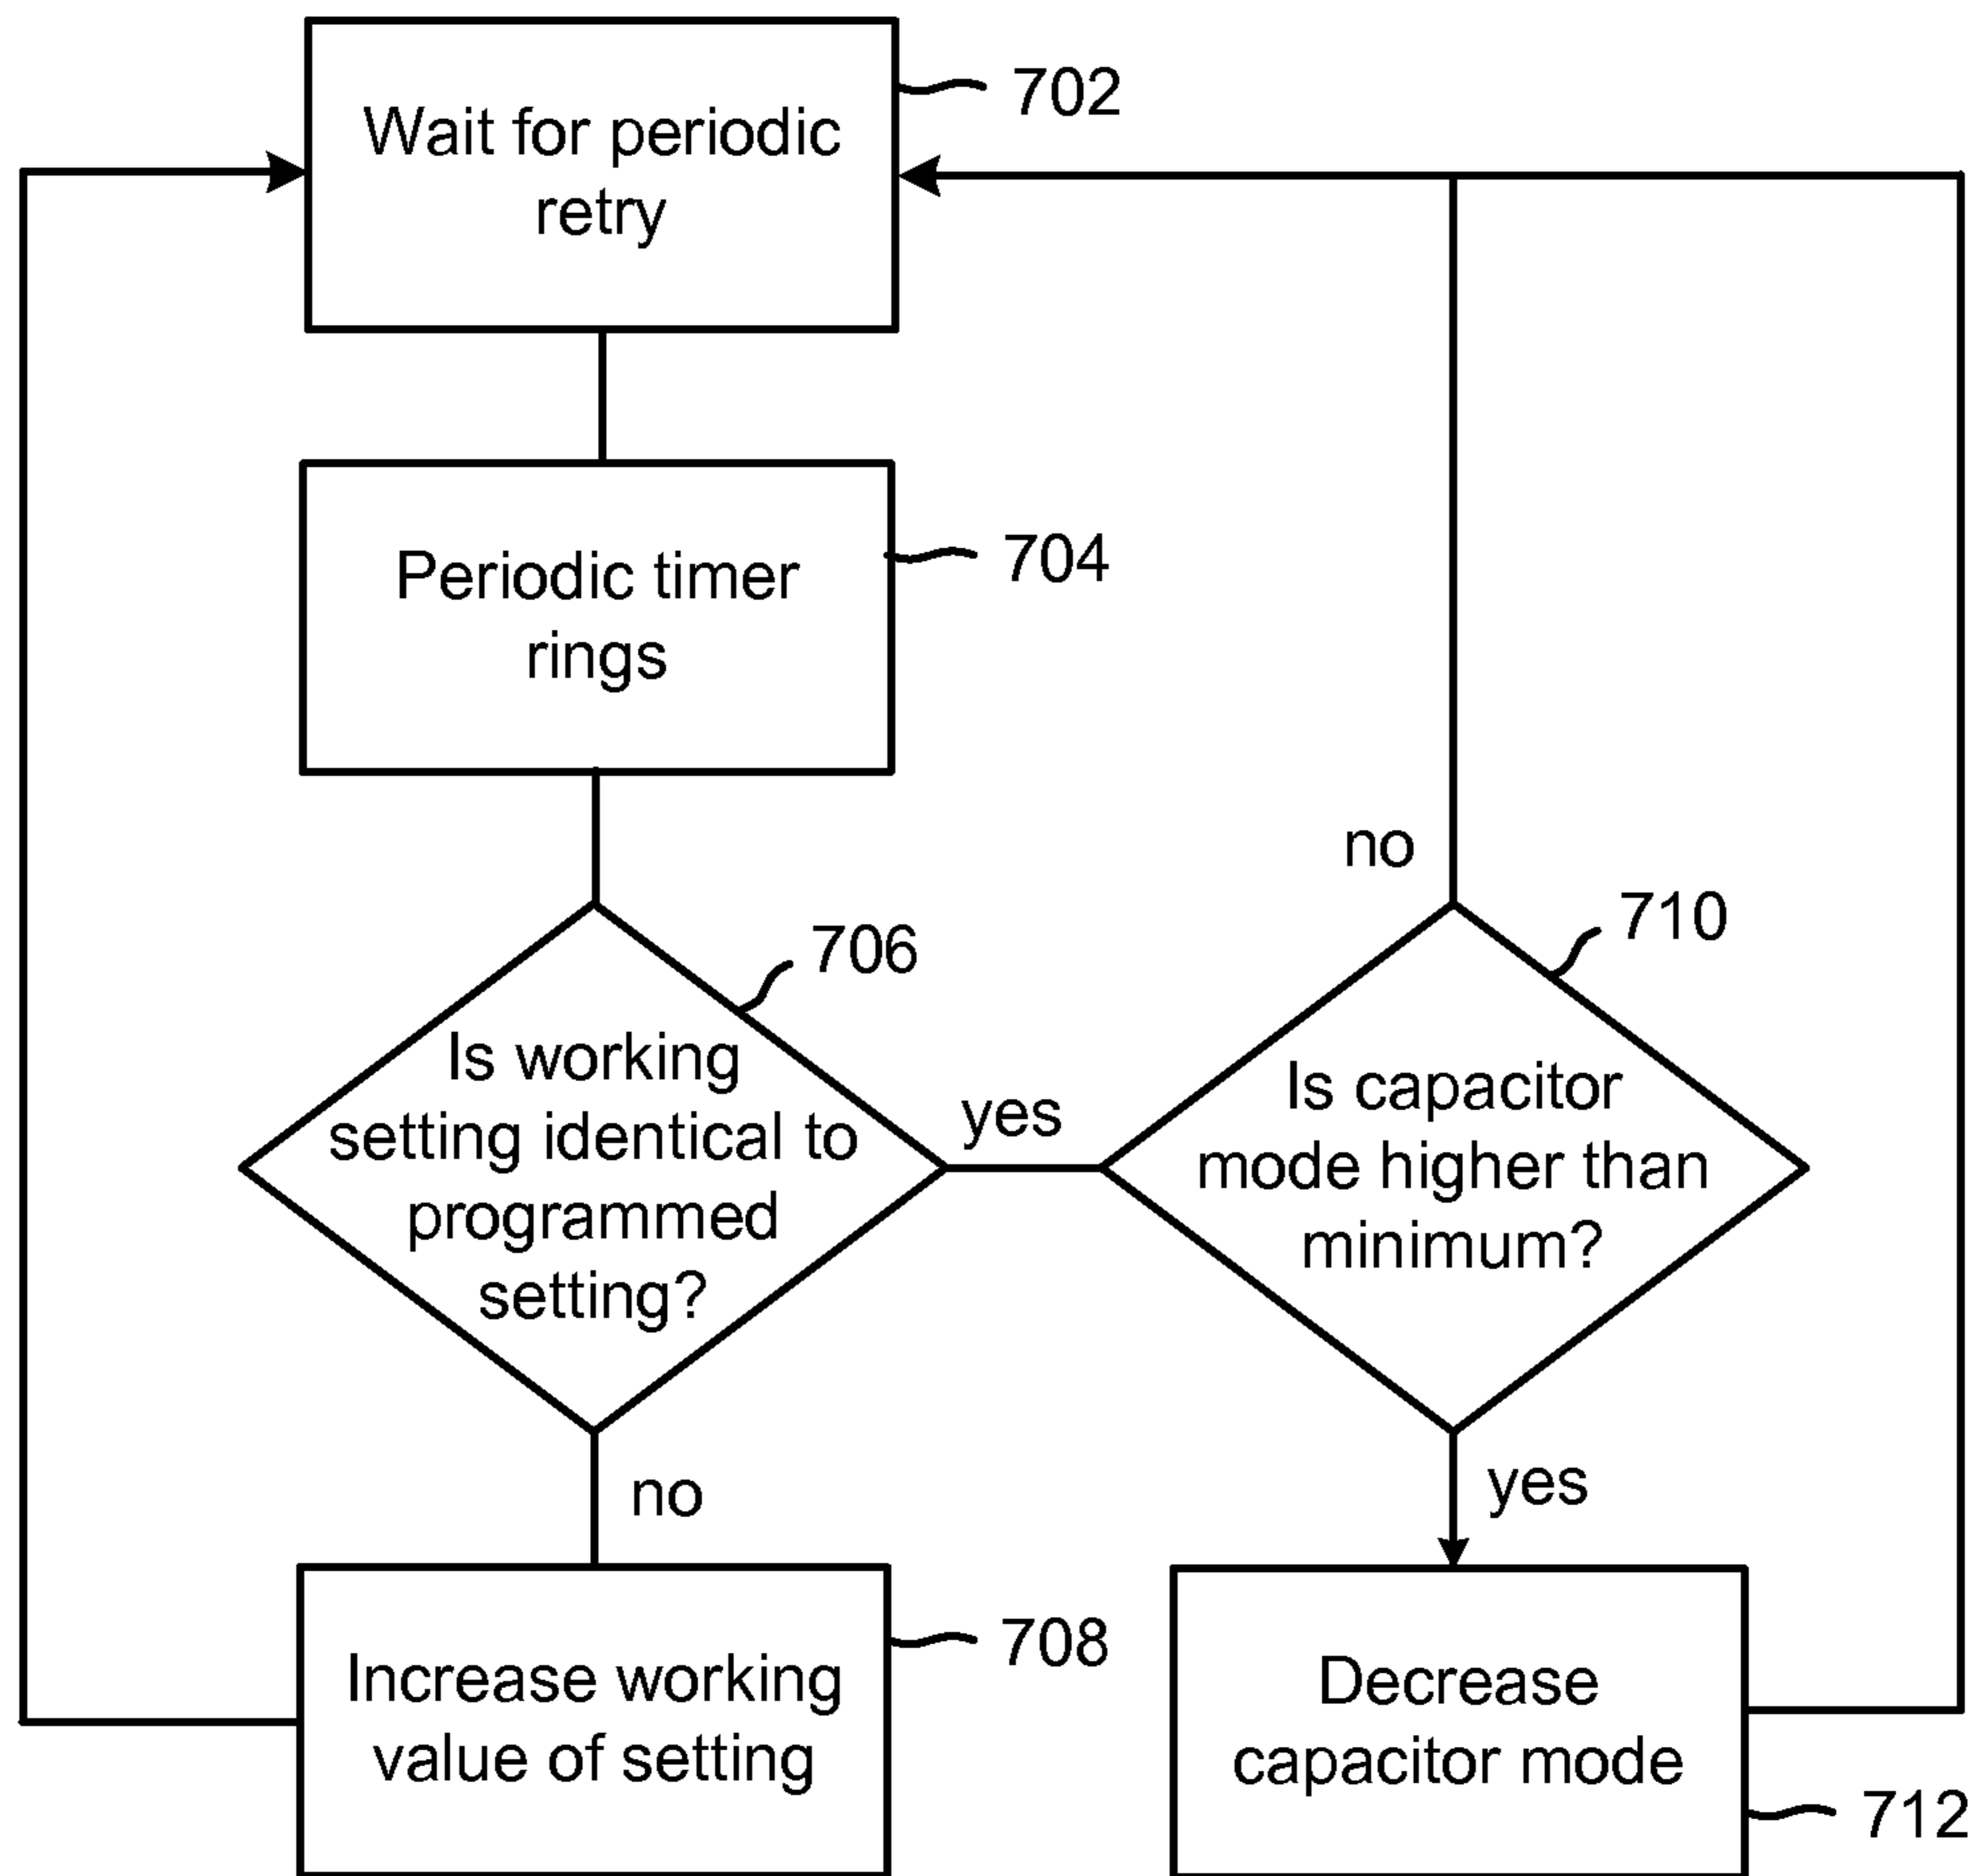 Wait for periodic
retry
702
Periodic timer
rings
704
Is working
setting identical to
programmed
setting?
706
yes
no
Is capacitor
mode higher than
minimum?
710
no
yes
Increase working
value of setting
708
Decrease
capacitor mode
712